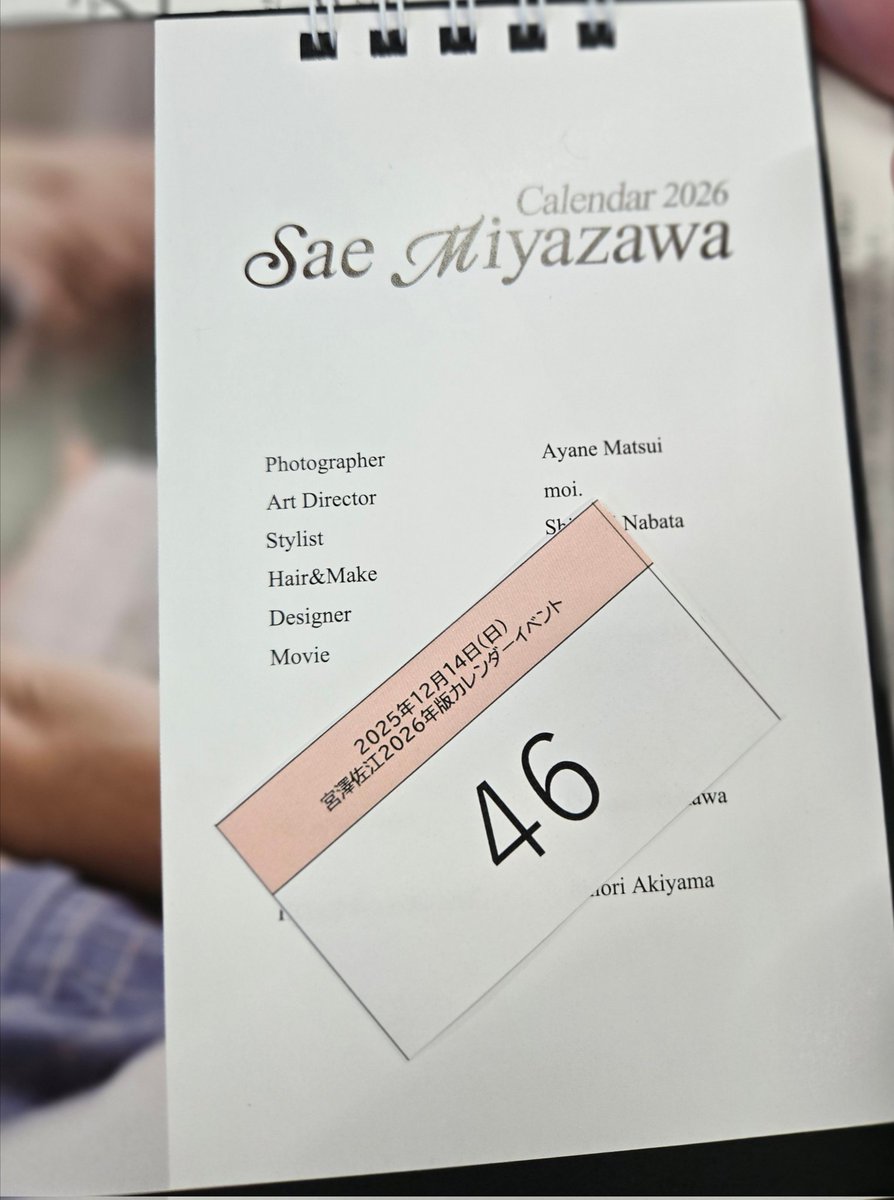 Calendar 2026
Sae Miyazawa
Photographer
Ayane Matsui
Art Director
moi.
Stylist
Nabata
Hair&Make
Designer
Movie
2025年12月14日(日)
宮澤佐江2026年版カレンダーイベント
46
Akiyama